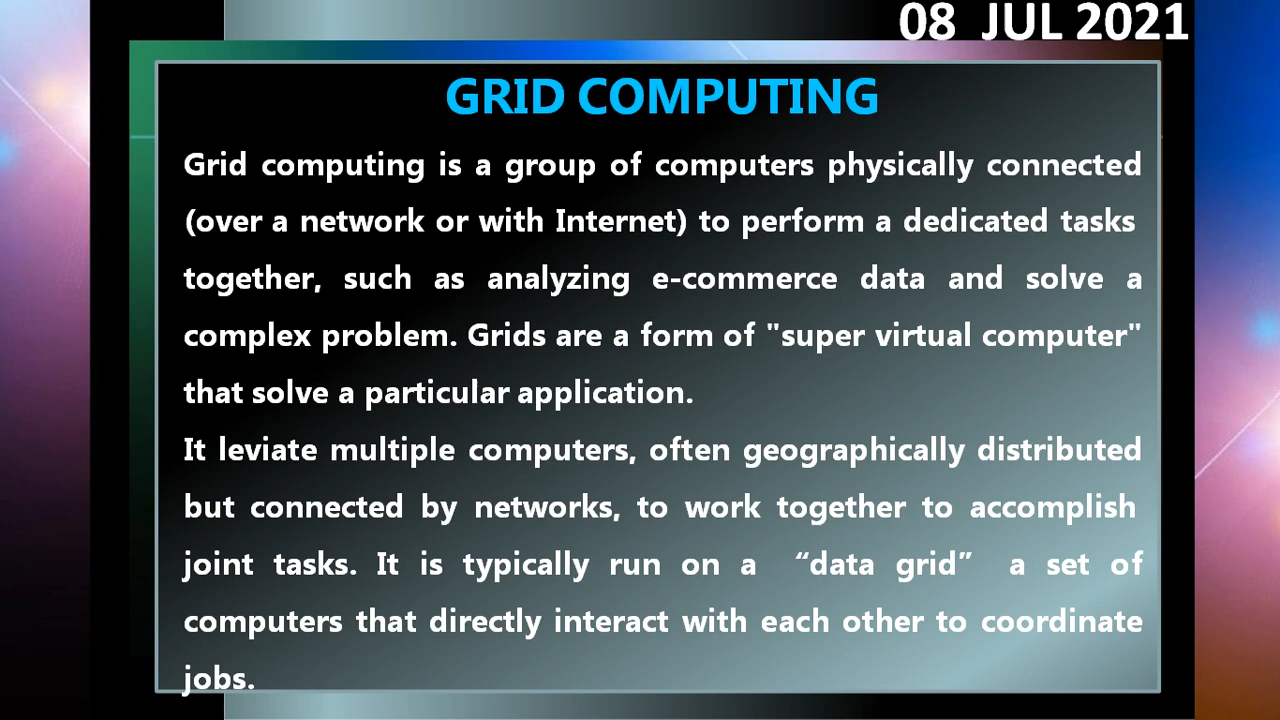 08 JUL 2021
GRID COMPUTING
Grid computing is a group of computers physically connected
(over a network or with Internet) to perform a dedicated tasks
together, such as analyzing e-commerce data and solve a
complex problem. Grids are a form of "super virtual computer"
that solve a particular application.
It leviate multiple computers, often geographically distributed
but connected by networks, to work together to accomplish
joint tasks. It is typically run on a “data grid” a set of
computers that directly interact with each other to coordinate
jobs.